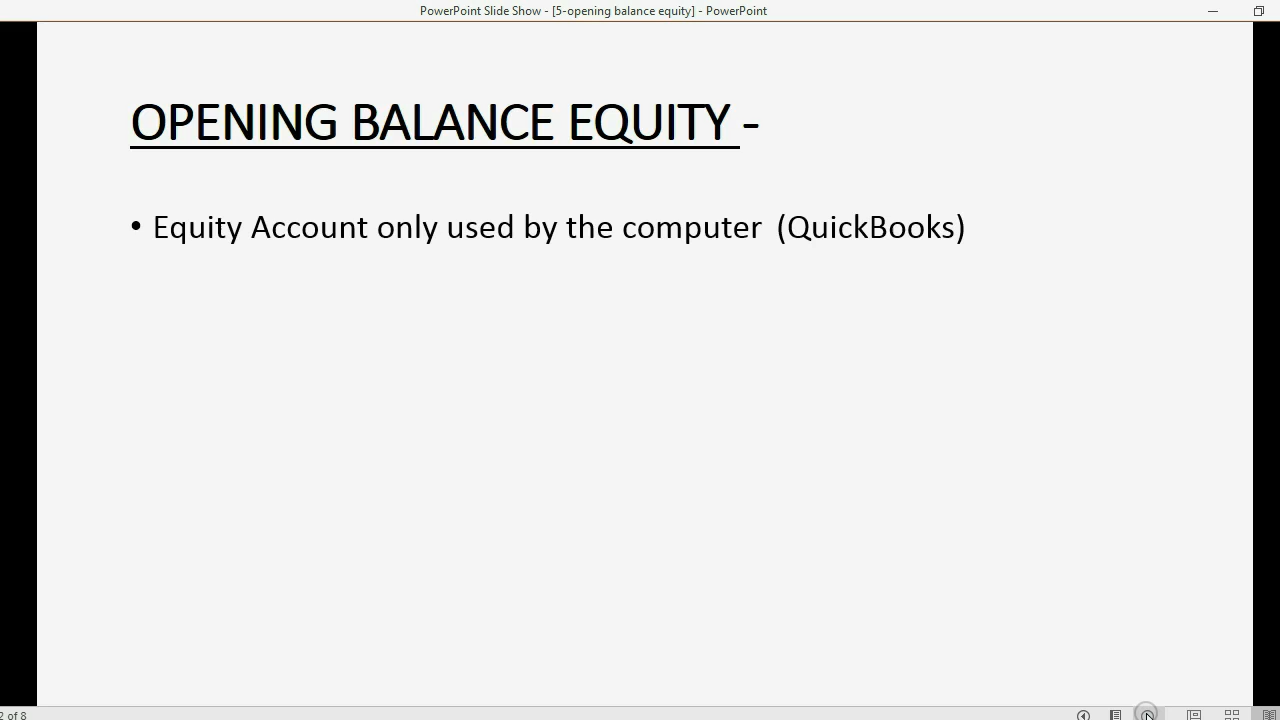 PowerPoint Slide Show - [5-opening balance equity] - PowerPoint
OPENING BALANCE EQUITY -
• Equity Account only used by the computer (QuickBooks)
2 of 8